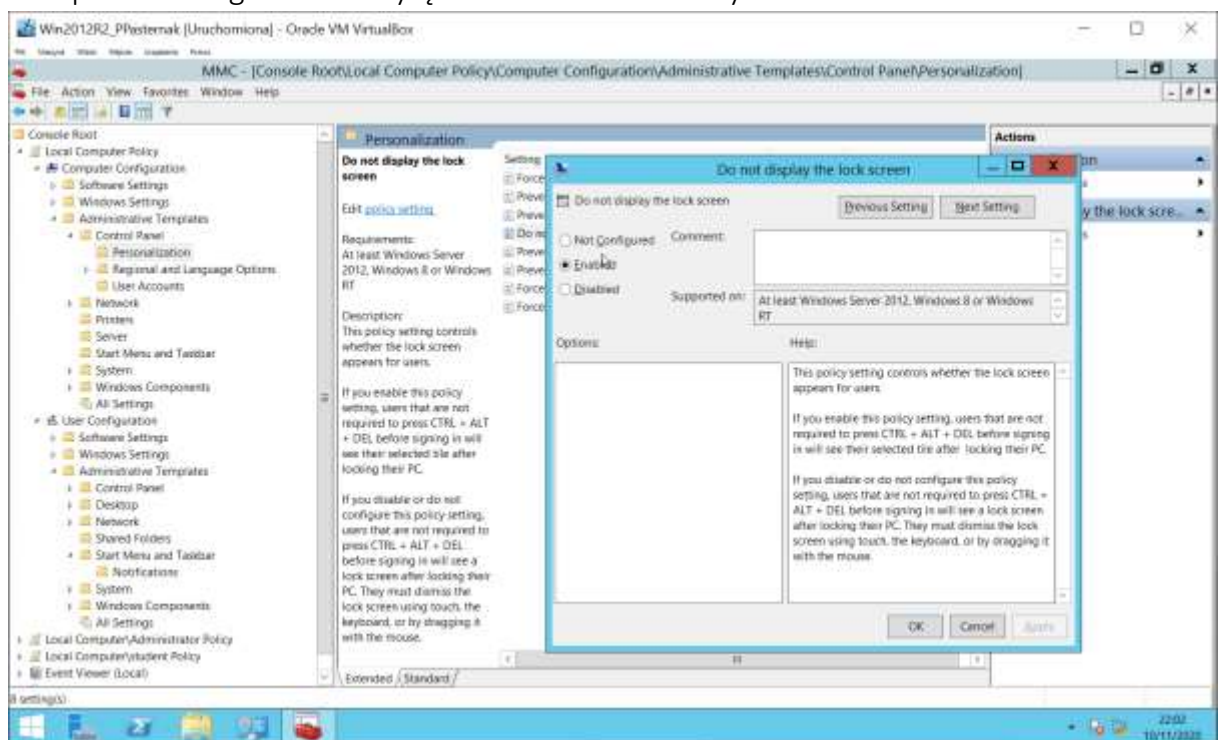 Win2012R2_PPasternak [Uruchomiona] - Oracle VM VirtualBox
MMC - [Console Root\Local Computer Policy\Computer Configuration\Administrative Templates\Control Panel\Personalization]
File Action View Favorites Window Help
Console Root
Local Computer Policy
Computer Configuration
Software Settings
Windows Settings
Administrative Templates
Control Panel
Personalization
Regional and Language Options
User Accounts
Network
Printers
Server
Start Menu and Taskbar
System
Windows Components
All Settings
User Configuration
Software Settings
Windows Settings
Administrative Templates
Control Panel
Desktop
Network
Shared Folders
Start Menu and Taskbar
Notifications
System
Windows Components
All Settings
Local Computer\Administrator Policy
Local Computer\student Policy
Event Viewer (Local)
Personalization
Do not display the lock
screen
Edit policy setting
Requirements:
At least Windows Server
2012, Windows 8 or Windows
RT
Description:
This policy setting controls
whether the lock screen
appears for users.
If you enable this policy
setting, users that are not
required to press CTRL + ALT
+ DEL before signing in will
see their selected tile after
locking their PC.
If you disable or do not
configure this policy setting,
users that are not required to
press CTRL + ALT + DEL
before signing in will see a
lock screen after locking their
PC. They must dismiss the
lock screen using touch, the
keyboard, or by dragging it
with the mouse.
Extended Standard
Setting
Force
Preve
Preve
Do no
Preve
Preve
Force
Force
Do not display the lock screen
Do not display the lock screen
Previous Setting Next Setting
Not Configured Comment:
Enabled
Disabled
Supported on: At least Windows Server 2012, Windows 8 or Windows
RT
Options: Help:
This policy setting controls whether the lock screen
appears for users.
If you enable this policy setting, users that are not
required to press CTRL + ALT + DEL before signing
in will see their selected tile after locking their PC.
If you disable or do not configure this policy
setting, users that are not required to press CTRL +
ALT + DEL before signing in will see a lock screen
after locking their PC. They must dismiss the lock
screen using touch, the keyboard, or by dragging it
with the mouse.
OK Cancel Apply
Actions
on
y the lock scre...
8 setting(s)
22:02
10/11/2020